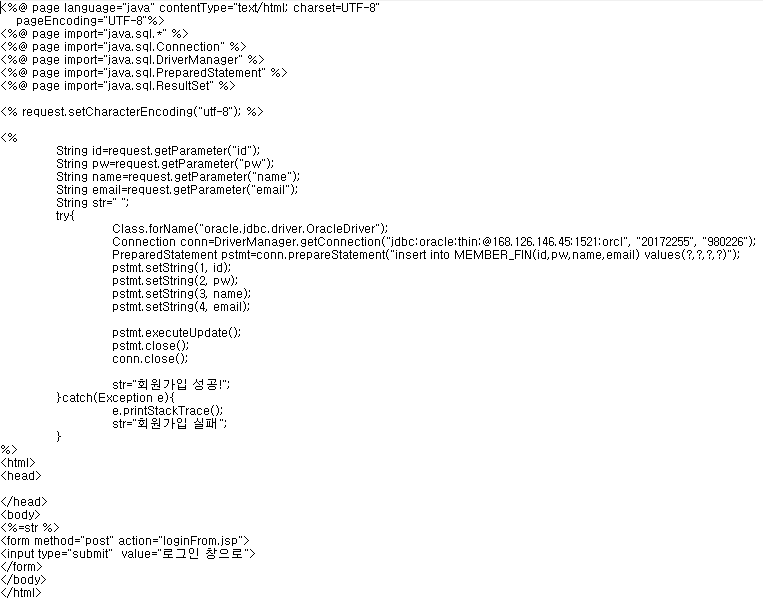 <%@ page language="java" contentType="text/html; charset=UTF-8"
    pageEncoding="UTF-8"%>
<%@ page import="java.sql.*" %>
<%@ page import="java.sql.Connection" %>
<%@ page import="java.sql.DriverManager" %>
<%@ page import="java.sql.PreparedStatement" %>
<%@ page import="java.sql.ResultSet" %>

<% request.setCharacterEncoding("utf-8"); %>

<%
	String id=request.getParameter("id");
	String pw=request.getParameter("pw");
	String name=request.getParameter("name");
	String email=request.getParameter("email");
	String str=" ";
	try{
		Class.forName("oracle.jdbc.driver.OracleDriver");
		Connection conn=DriverManager.getConnection("jdbc:oracle:thin:@168.126.146.45:1521:orcl", "20172255", "980226");
		PreparedStatement pstmt=conn.prepareStatement("insert into MEMBER_FIN(id,pw,name,email) values(?,?,?,?)");
		pstmt.setString(1, id);
		pstmt.setString(2, pw);
		pstmt.setString(3, name);
		pstmt.setString(4, email);

		pstmt.executeUpdate();
		pstmt.close();
		conn.close();

		str="회원가입 성공!";
	}catch(Exception e){
		e.printStackTrace();
		str="회원가입 실패";
	}
%>
<html>
<head>

</head>
<body>
<%=str %>
<form method="post" action="loginFrom.jsp">
<input type="submit"  value="로그인 창으로">
</form>
</body>
</html>